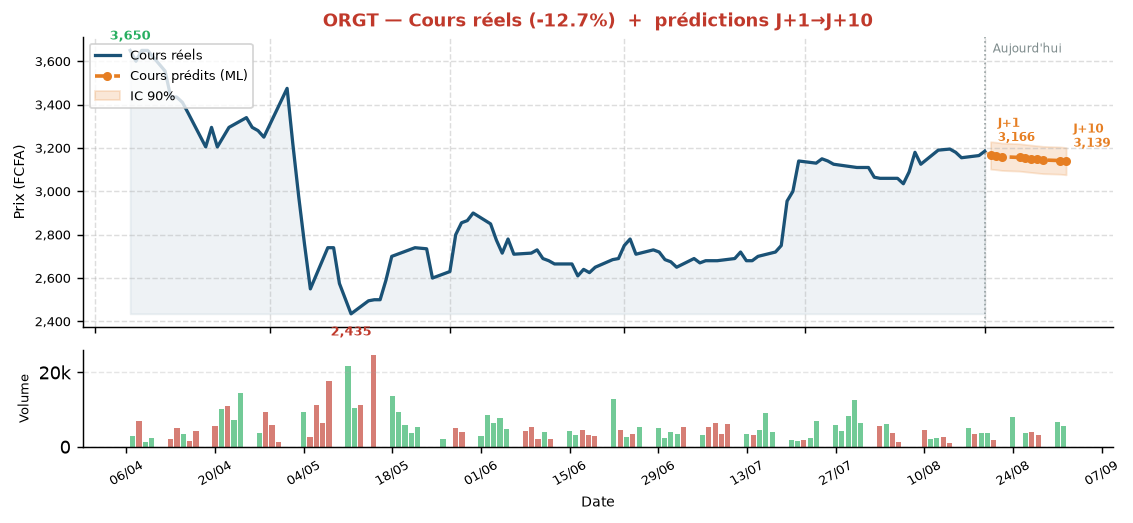 ORGT — Cours réels (-12.7%) + prédictions J+1→J+10
3,650
Cours réels
Cours prédits (ML)
IC 90%
Aujourd'hui
J+1
3,166
J+10
3,139
2,435
Prix (FCFA)
3,600
3,400
3,200
3,000
2,800
2,600
2,400
Volume
20k
0
06/04 20/04 04/05 18/05 01/06 15/06 29/06 13/07 27/07 10/08 24/08 07/09
Date